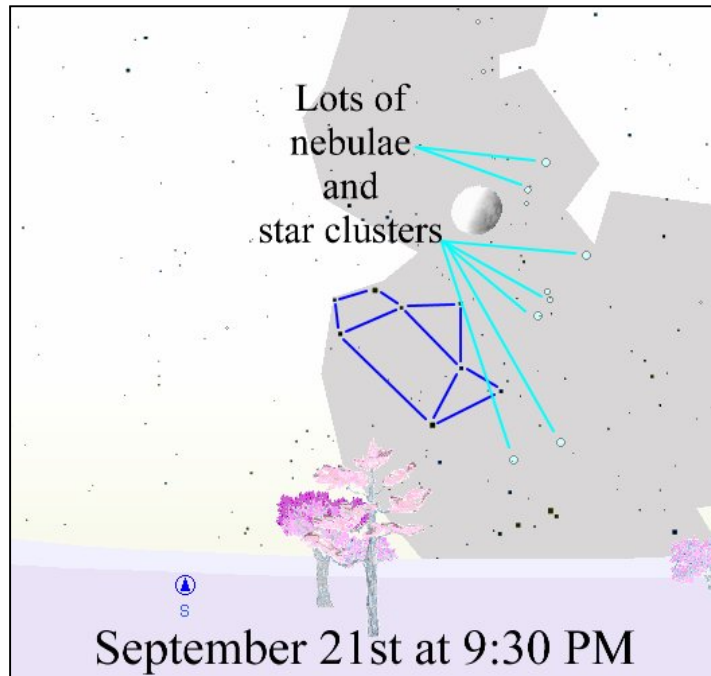 Lots of
nebulae
and
star clusters
S
September 21st at 9:30 PM